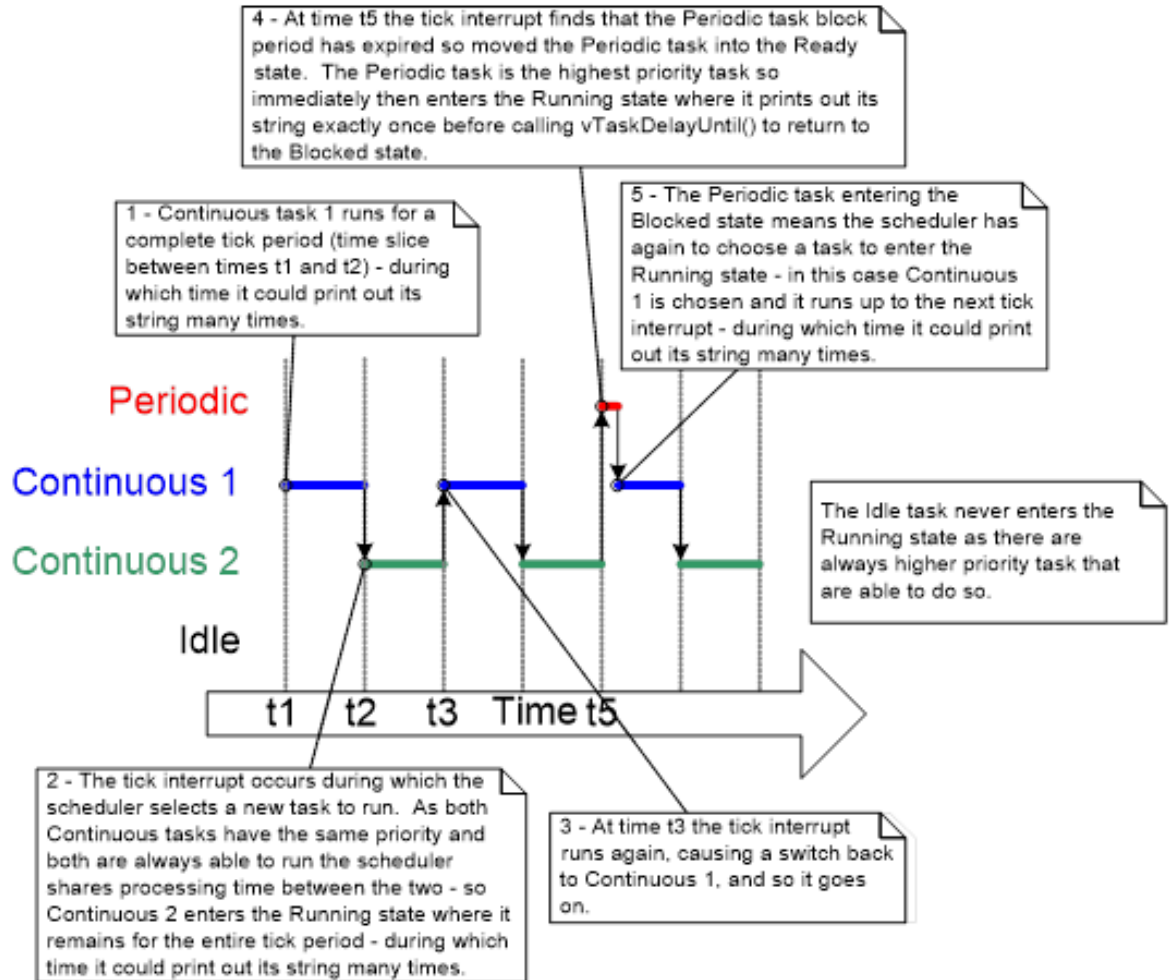 4 - At time t5 the tick interrupt finds that the Periodic task block
period has expired so moved the Periodic task into the Ready
state.  The Periodic task is the highest priority task so
immediately then enters the Running state where it prints out its
string exactly once before calling vTaskDelayUntil() to return to
the Blocked state.
1 - Continuous task 1 runs for a
complete tick period (time slice
between times t1 and t2) - during
which time it could print out its
string many times.
5 - The Periodic task entering the
Blocked state means the scheduler has
again to choose a task to enter the
Running state - in this case Continuous
1 is chosen and it runs up to the next tick
interrupt - during which time it could print
out its string many times.
Periodic
Continuous 1
Continuous 2
Idle
The Idle task never enters the
Running state as there are
always higher priority task that
are able to do so.
t1 t2 t3 Time t5
2 - The tick interrupt occurs during which the
scheduler selects a new task to run.  As both
Continuous tasks have the same priority and
both are always able to run the scheduler
shares processing time between the two - so
Continuous 2 enters the Running state where it
remains for the entire tick period - during which
time it could print out its string many times.
3 - At time t3 the tick interrupt
runs again, causing a switch back
to Continuous 1, and so it goes
on.